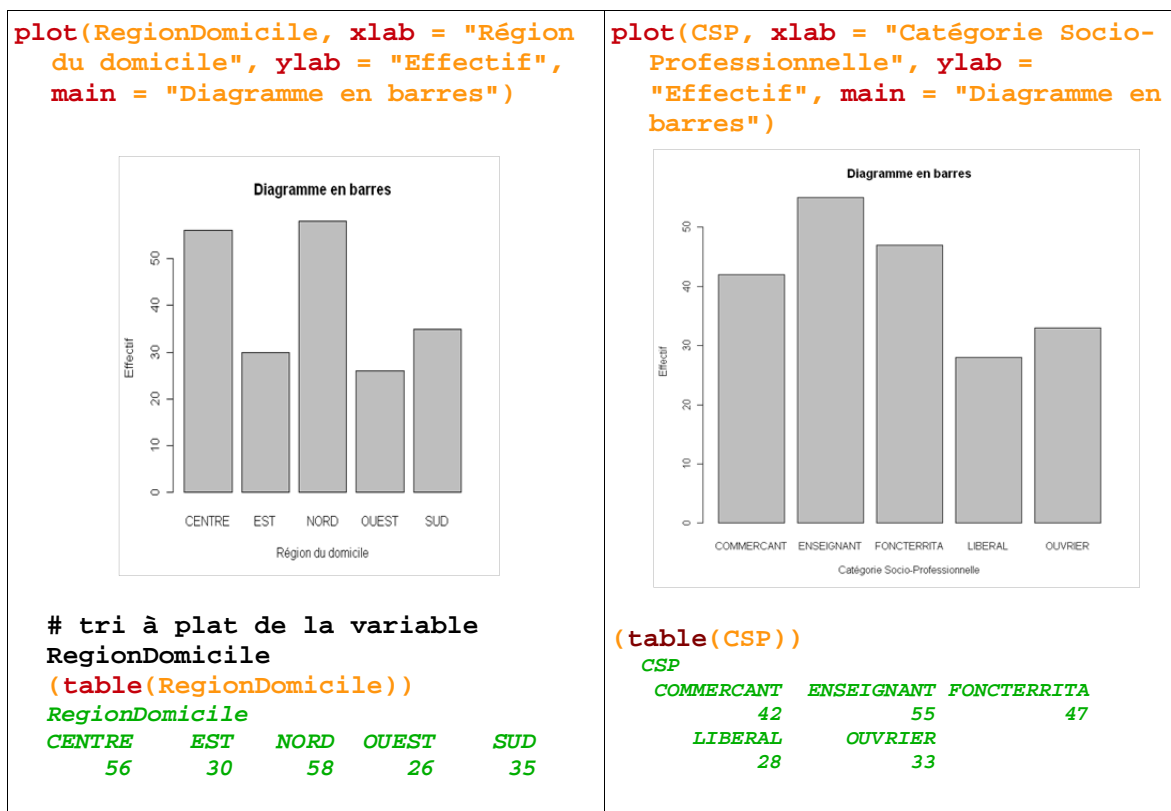 plot(RegionDomicile, xlab = "Région
du domicile", ylab = "Effectif",
main = "Diagramme en barres")
Diagramme en barres
Effectif
50
40
30
20
10
0
CENTRE EST NORD OUEST SUD
Région du domicile
# tri à plat de la variable
RegionDomicile
(table(RegionDomicile))
RegionDomicile
CENTRE EST NORD OUEST SUD
56 30 58 26 35
plot(CSP, xlab = "Catégorie Socio-
Professionnelle", ylab =
"Effectif", main = "Diagramme en
barres")
Diagramme en barres
Effectif
50
40
30
20
10
0
COMMERCANT ENSEIGNANT FONCTERRITA LIBERAL OUVRIER
Catégorie Socio-Professionnelle
(table(CSP))
CSP
COMMERCANT ENSEIGNANT FONCTERRITA
42 55 47
LIBERAL OUVRIER
28 33